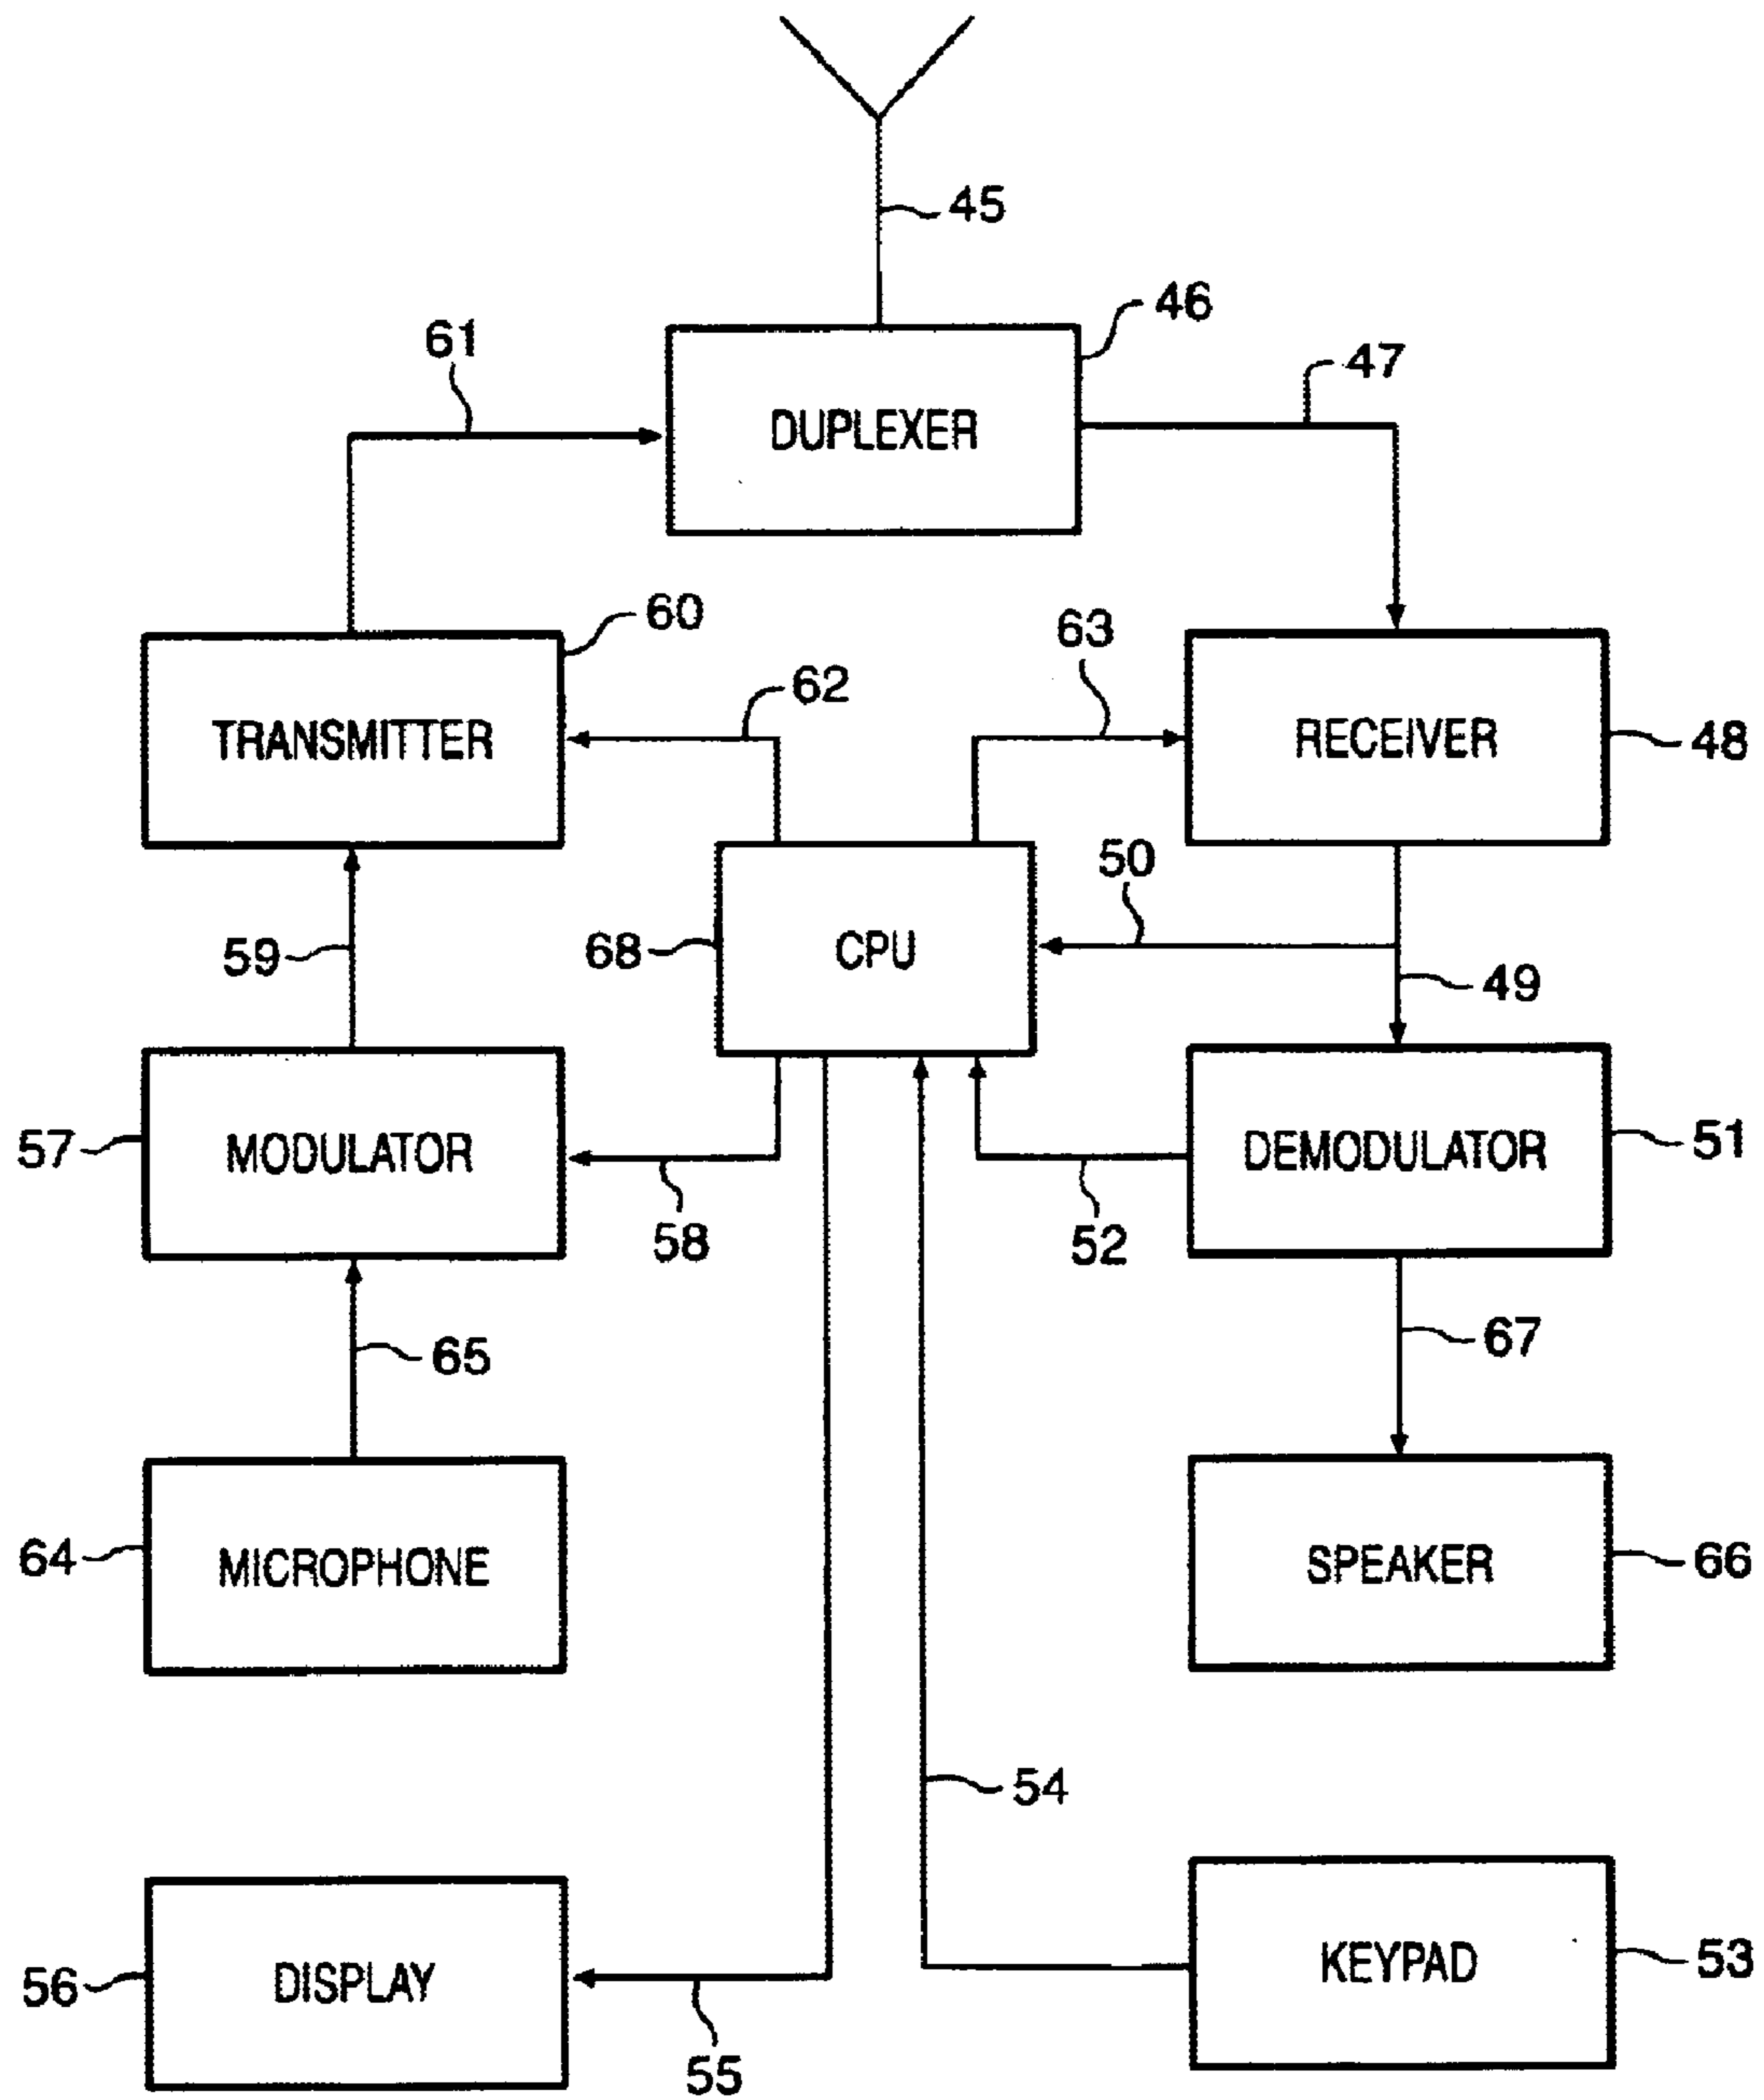 45
46
61
47
DUPLEXER
60
63
62
TRANSMITTER
RECEIVER
48
50
68
CPU
59
49
57
MODULATOR
DEMODULATOR
51
58
52
65
67
64
MICROPHONE
SPEAKER
66
54
56
DISPLAY
KEYPAD
53
55